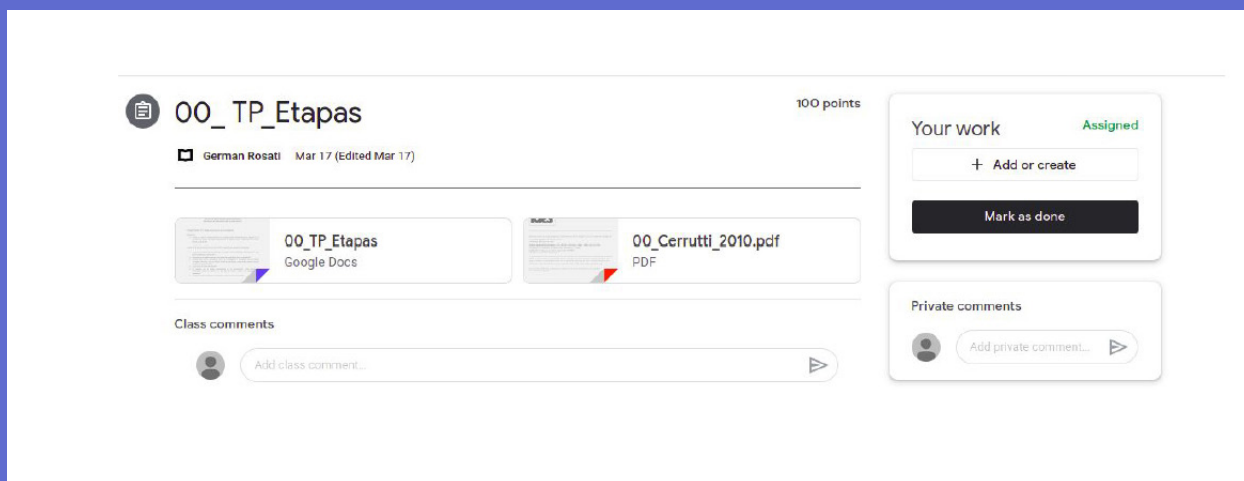 00_ TP_Etapas
100 points
German Rosati Mar 17 (Edited Mar 17)
00_TP_Etapas
Google Docs
00_Cerrutti_2010.pdf
PDF
Class comments
Add class comment...
Your work Assigned
+ Add or create
Mark as done
Private comments
Add private comment...